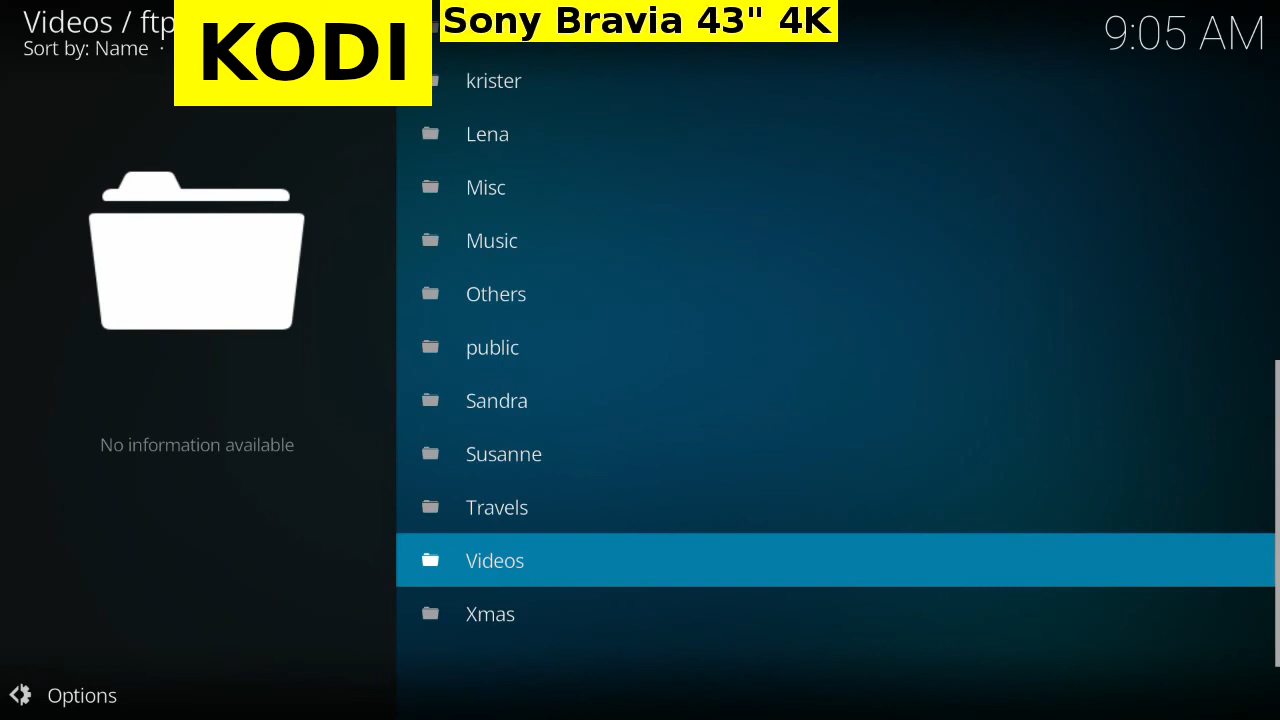 Videos / ftp
Sort by: Name ·
KODI
Sony Bravia 43" 4K
9:05 AM
krister
Lena
Misc
Music
Others
public
Sandra
Susanne
Travels
Videos
Xmas
No information available
Options